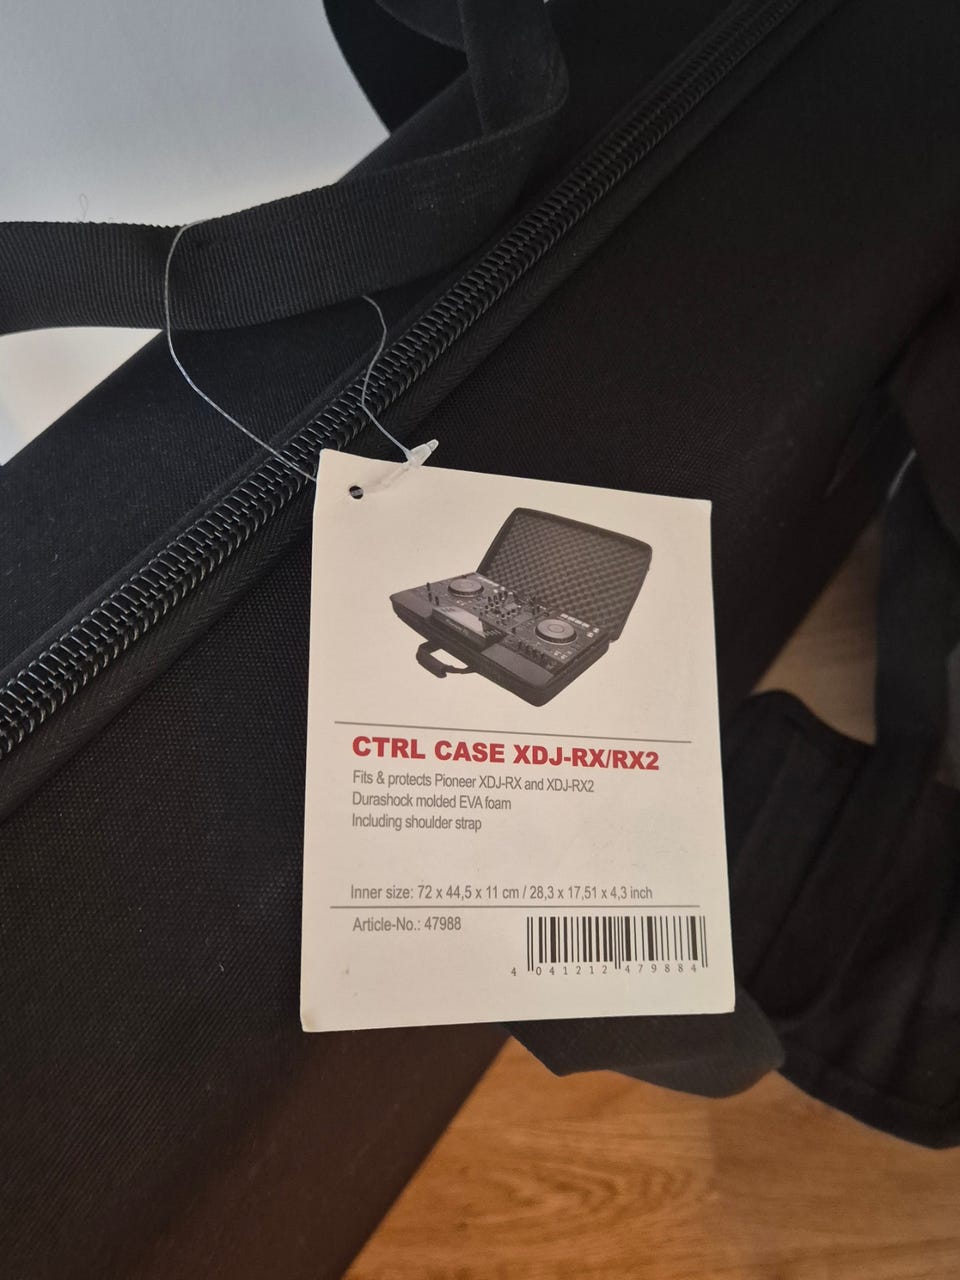 CTRL CASE XDJ-RX/RX2
Fits & protects Pioneer XDJ-RX and XDJ-RX2
Durashock molded EVA foam
Including shoulder strap
Inner size: 72 x 44,5 x 11 cm / 28,3 x 17,51 x 4,3 inch
Article-No.: 47988
4 041212 479884